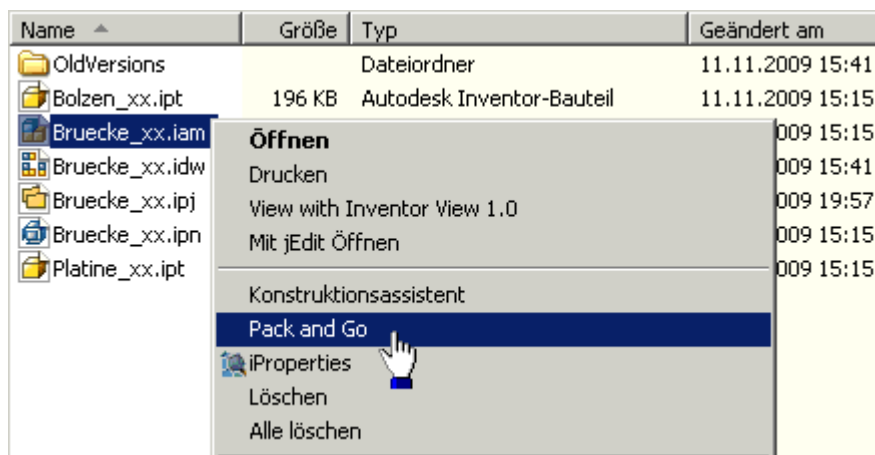 Name Größe Typ Geändert am
OldVersions Dateiordner 11.11.2009 15:41
Bolzen_xx.ipt 196 KB Autodesk Inventor-Bauteil 11.11.2009 15:15
Bruecke_xx.iam 009 15:15
Bruecke_xx.idw 009 15:41
Bruecke_xx.ipj 009 19:57
Bruecke_xx.ipn 009 15:15
Platine_xx.ipt 009 15:15
Öffnen
Drucken
View with Inventor View 1.0
Mit jEdit Öffnen
Konstruktionsassistent
Pack and Go
iProperties
Löschen
Alle löschen